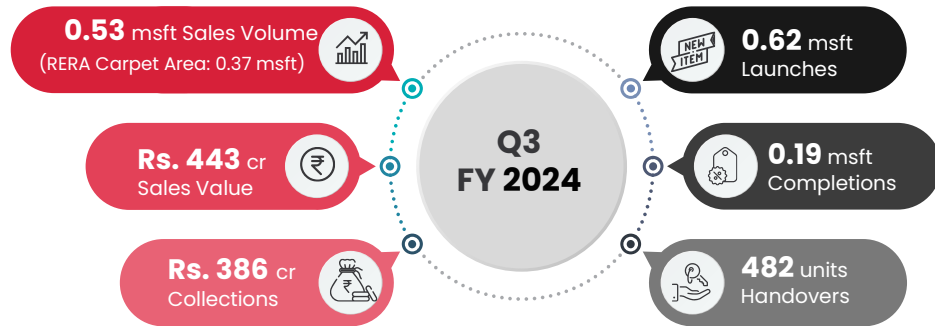 0.53 msft Sales Volume
(RERA Carpet Area: 0.37 msft)
Rs. 443 cr
Sales Value
Rs. 386 cr
Collections
Q3
FY 2024
NEW
ITEM
0.62 msft
Launches
0.19 msft
Completions
482 units
Handovers